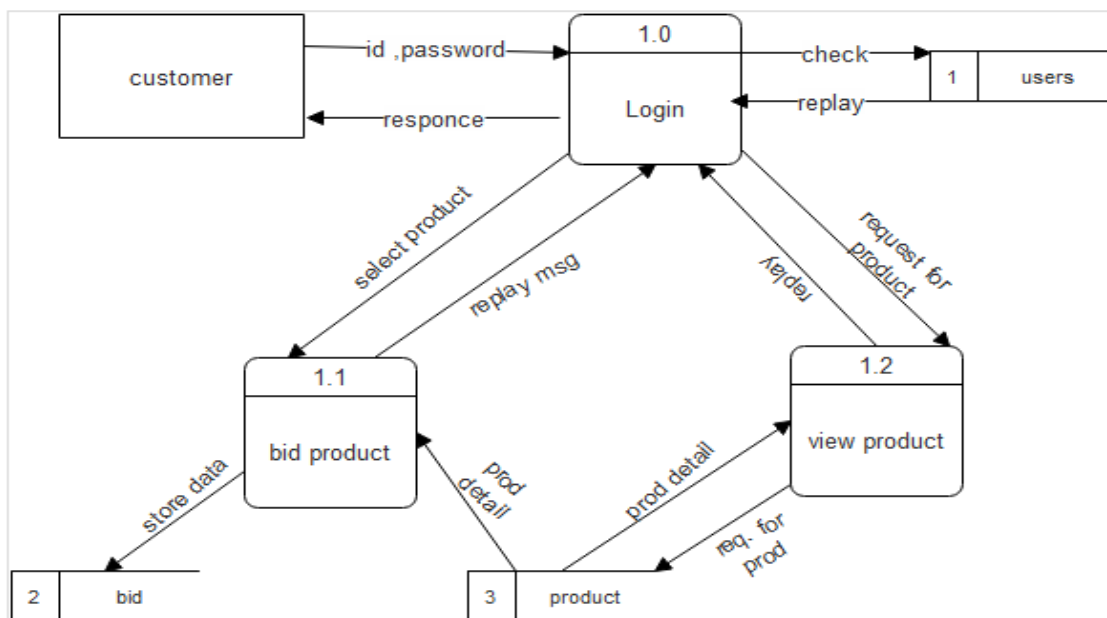 customer
id ,password
responce
1.0
Login
check
replay
1
users
select product
replay msg
replay
request for
product
1.1
bid product
1.2
view product
store data
prod
detail
prod detail
req. for
prod
2
bid
3
product